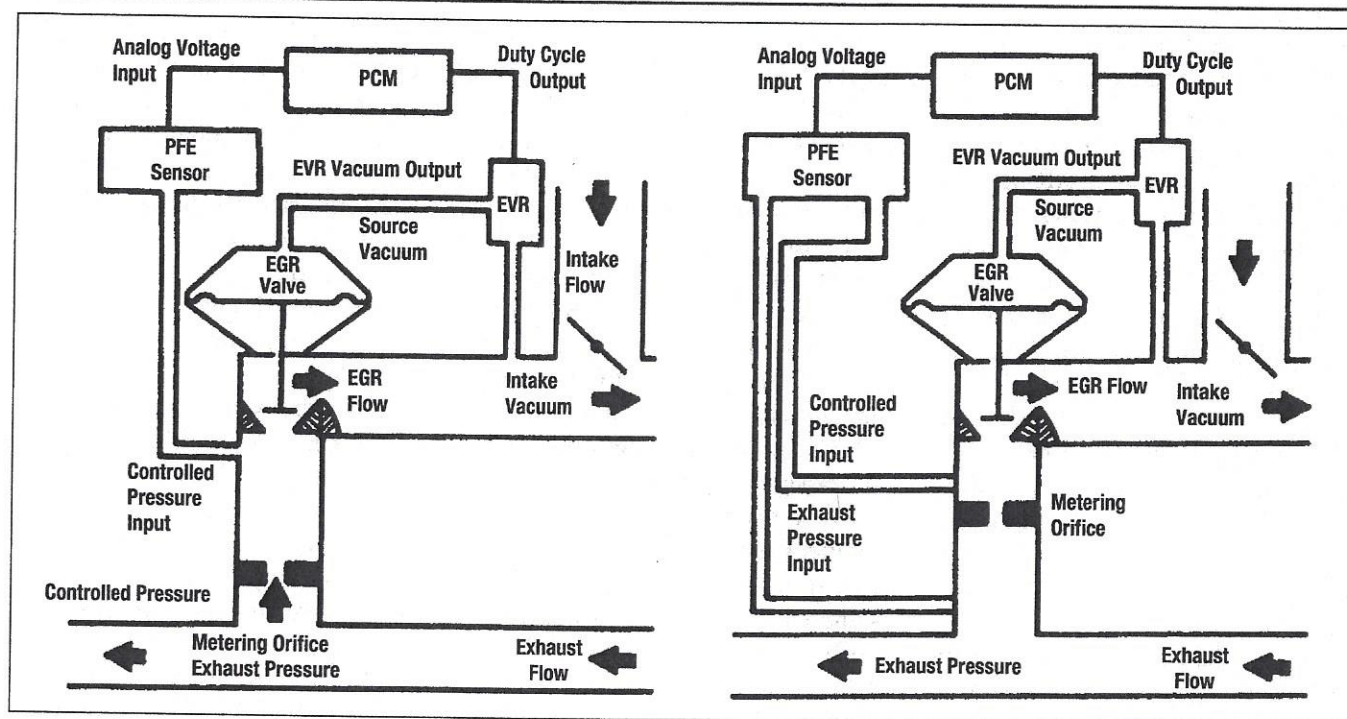 Analog Voltage
Input
PCM
Duty Cycle
Output
PFE
Sensor
EVR Vacuum Output
EVR
Source
Vacuum
EGR
Valve
Intake
Flow
EGR
Flow
Intake
Vacuum
Controlled
Pressure
Input
Controlled Pressure
Metering Orifice
Exhaust Pressure
Exhaust
Flow
Analog Voltage
Input
PCM
Duty Cycle
Output
PFE
Sensor
EVR Vacuum Output
EVR
Source
Vacuum
EGR
Valve
EGR Flow
Intake
Vacuum
Controlled
Pressure
Input
Metering
Orifice
Exhaust
Pressure
Input
Exhaust Pressure
Exhaust
Flow